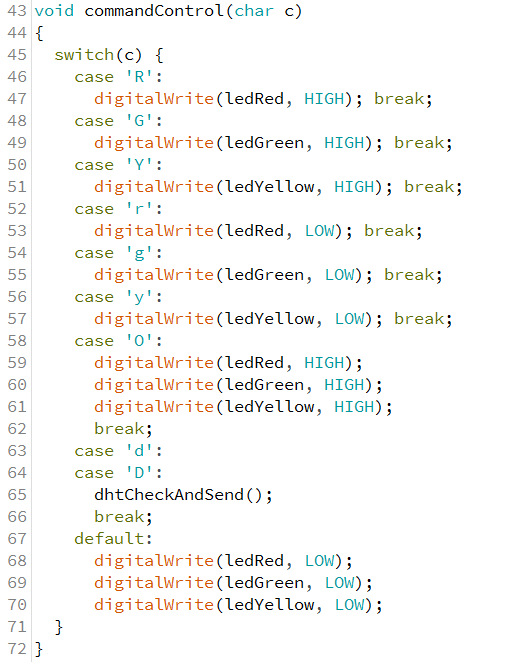 43 void commandControl(char c)
44 {
45   switch(c) {
46     case 'R':
47       digitalWrite(ledRed, HIGH); break;
48     case 'G':
49       digitalWrite(ledGreen, HIGH); break;
50     case 'Y':
51       digitalWrite(ledYellow, HIGH); break;
52     case 'r':
53       digitalWrite(ledRed, LOW); break;
54     case 'g':
55       digitalWrite(ledGreen, LOW); break;
56     case 'y':
57       digitalWrite(ledYellow, LOW); break;
58     case 'O':
59       digitalWrite(ledRed, HIGH);
60       digitalWrite(ledGreen, HIGH);
61       digitalWrite(ledYellow, HIGH);
62       break;
63     case 'd':
64     case 'D':
65       dhtCheckAndSend();
66       break;
67     default:
68       digitalWrite(ledRed, LOW);
69       digitalWrite(ledGreen, LOW);
70       digitalWrite(ledYellow, LOW);
71   }
72 }